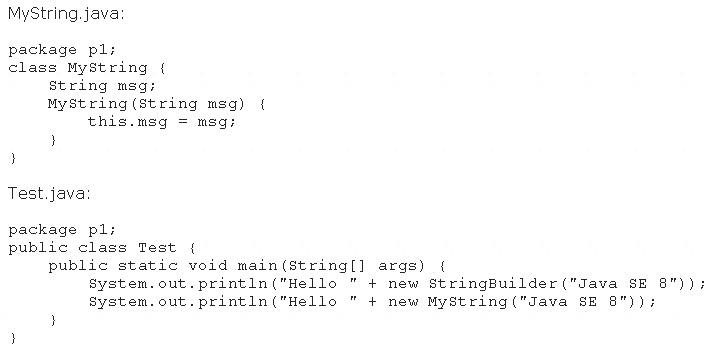 MyString.java:
package p1;
class MyString {
String msg;
MyString(String msg) {
this.msg = msg;
}
}
Test.java:
package p1;
public class Test {
public static void main(String[] args) {
System.out.println("Hello " + new StringBuilder("Java SE 8"));
System.out.println("Hello " + new MyString("Java SE 8"));
}
}